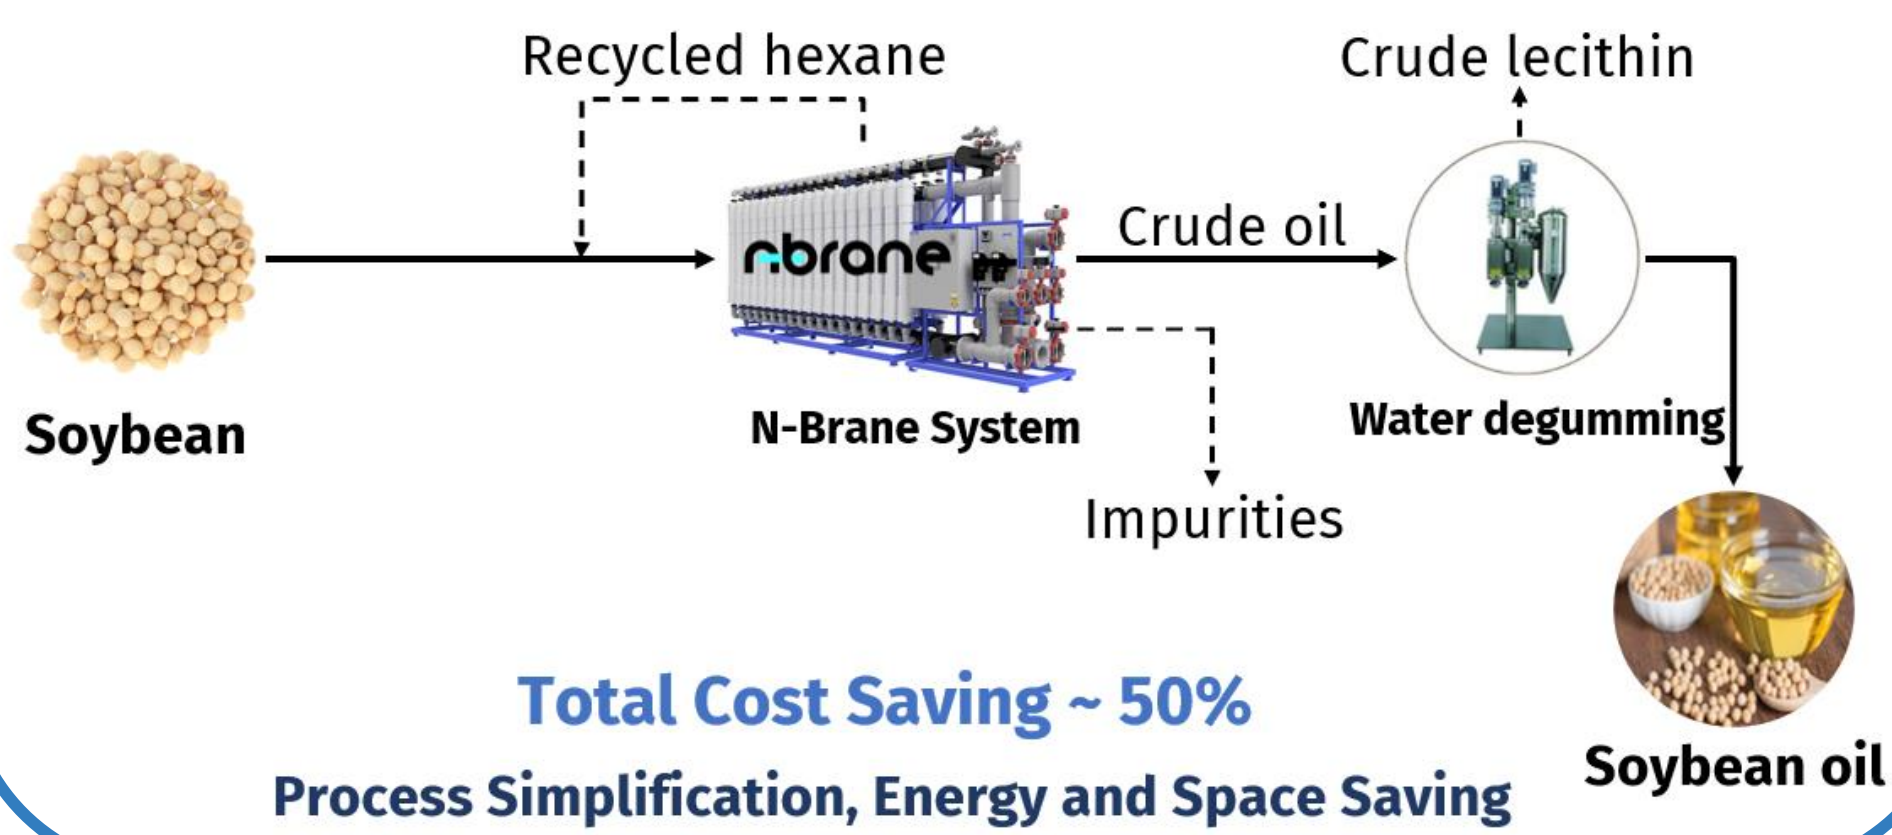 Recycled hexane
Crude lecithin
Crude oil
nbrane
Soybean
N-Brane System
Water degumming
Impurities
Total Cost Saving ~ 50%
Soybean oil
Process Simplification, Energy and Space Saving